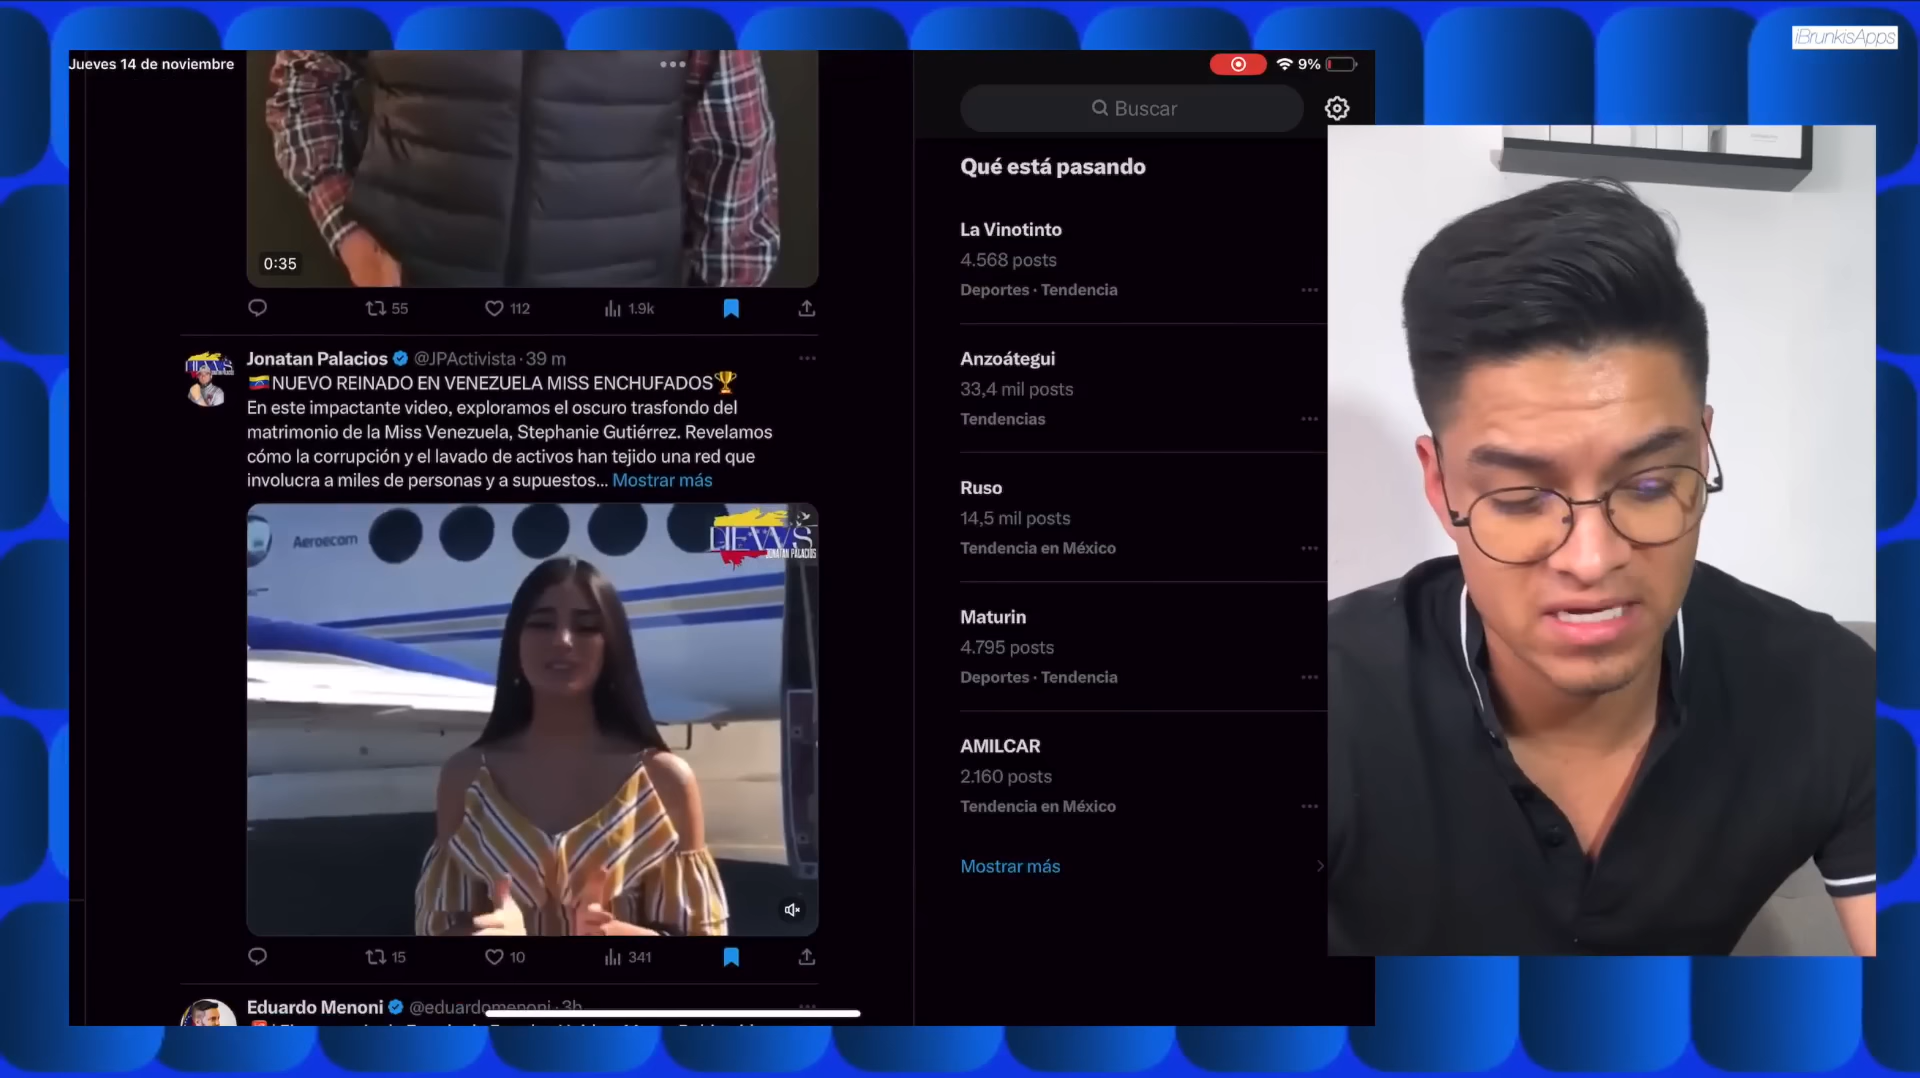 iBrunkisApps
Jueves 14 de noviembre
9%
Buscar
Qué está pasando
La Vinotinto
4.568 posts
Deportes · Tendencia
Anzoátegui
33,4 mil posts
Tendencias
Ruso
14,5 mil posts
Tendencia en México
Maturin
4.795 posts
Deportes · Tendencia
AMILCAR
2.160 posts
Tendencia en México
Mostrar más
0:35
55 112 1.9k
Jonatan Palacios @JPActivista · 39 m
NUEVO REINADO EN VENEZUELA MISS ENCHUFADOS
En este impactante video, exploramos el oscuro trasfondo del
matrimonio de la Miss Venezuela, Stephanie Gutiérrez. Revelamos
cómo la corrupción y el lavado de activos han tejido una red que
involucra a miles de personas y a supuestos... Mostrar más
Aeroecom
NEWS
JONATAN PALACIOS
15 10 341
Eduardo Menoni @eduardomenoni · 3h